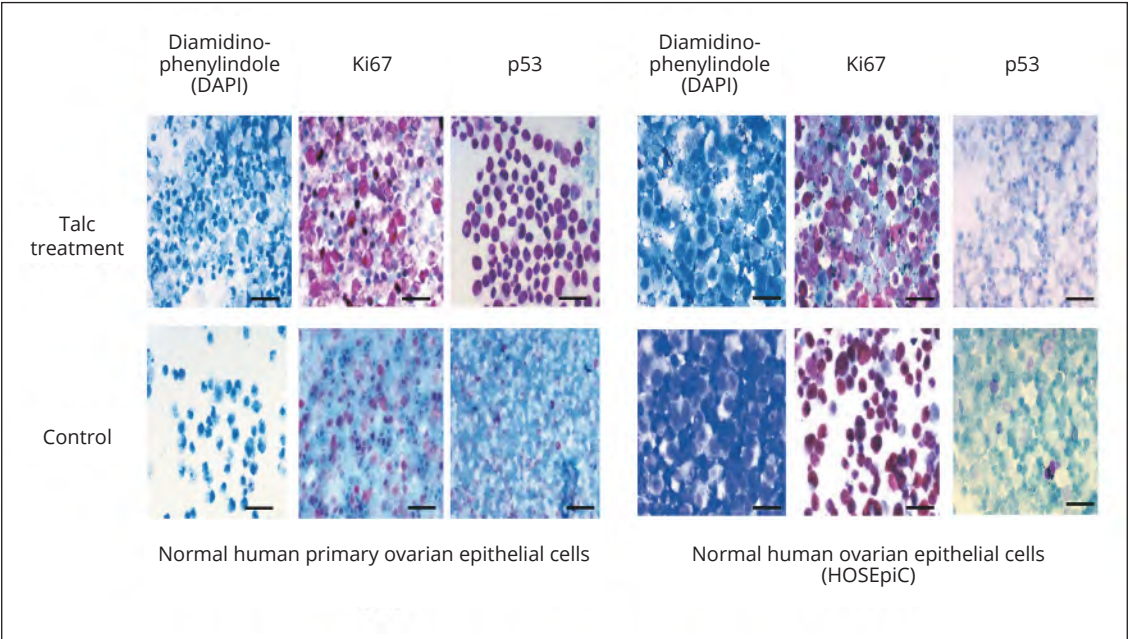 Diamidino-
phenylindole
(DAPI)
Ki67
p53
Diamidino-
phenylindole
(DAPI)
Ki67
p53
Talc
treatment
Control
Normal human primary ovarian epithelial cells
Normal human ovarian epithelial cells
(HOSEpiC)